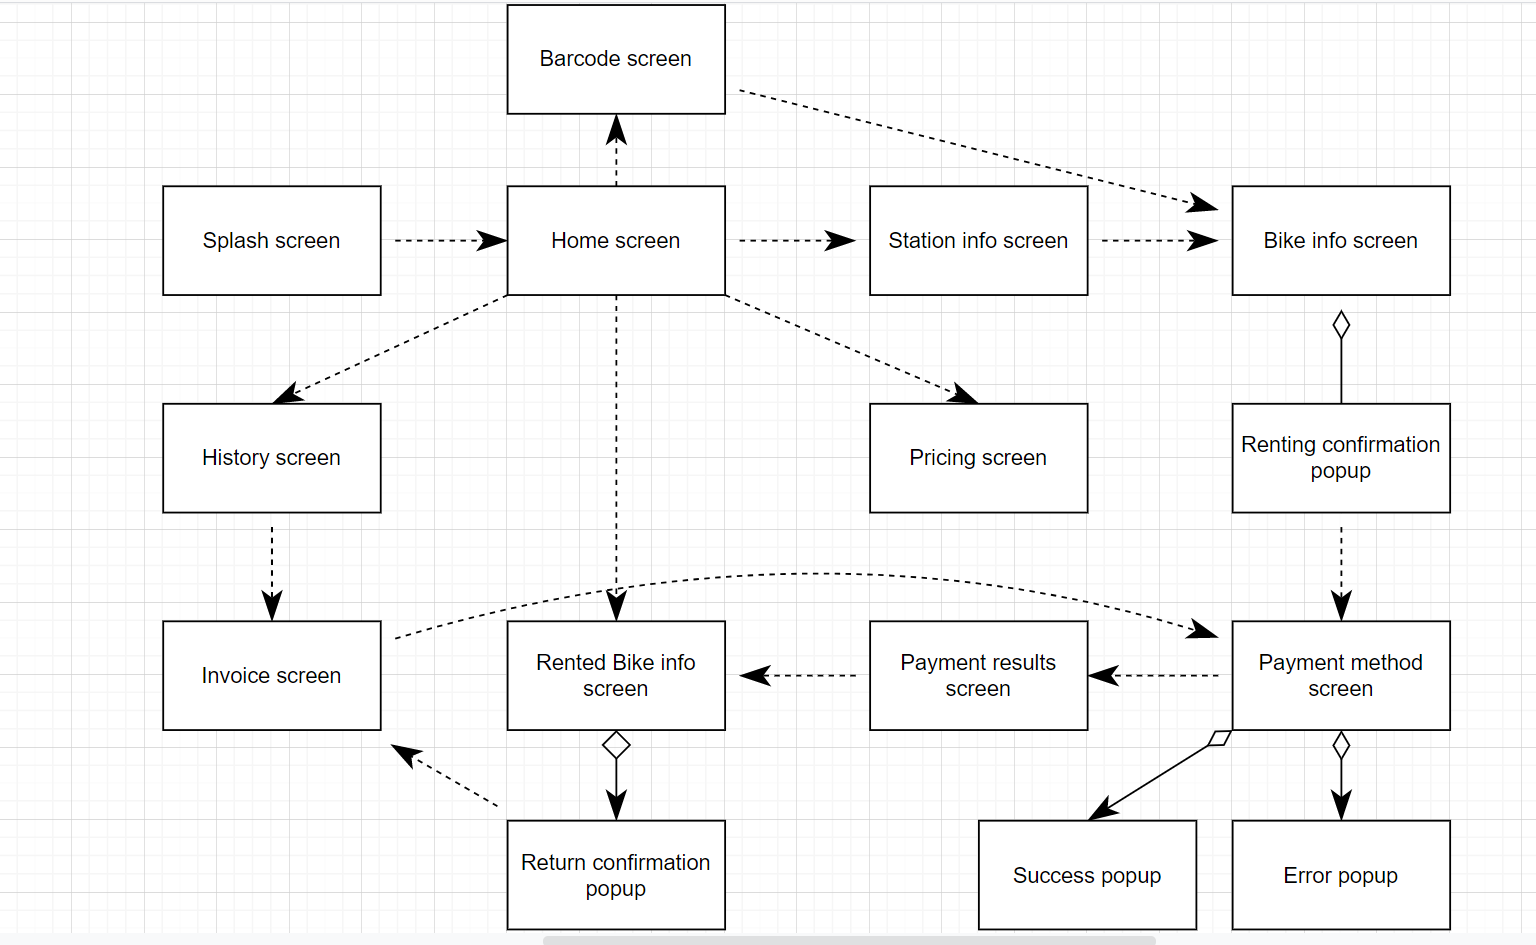 Barcode screen
Splash screen
Home screen
Station info screen
Bike info screen
History screen
Pricing screen
Renting confirmation
popup
Invoice screen
Rented Bike info
screen
Payment results
screen
Payment method
screen
Return confirmation
popup
Success popup
Error popup